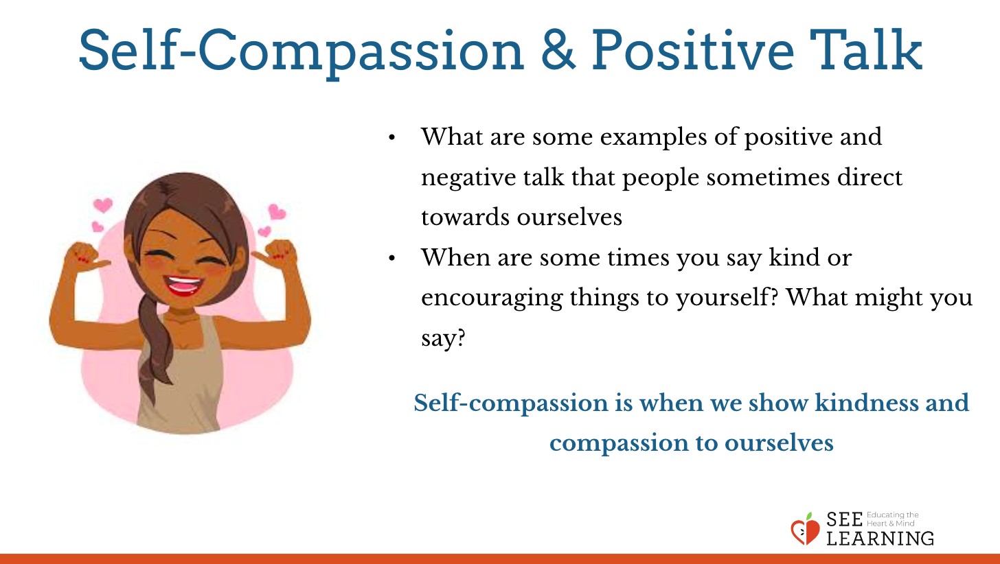 Self-Compassion & Positive Talk
• What are some examples of positive and
negative talk that people sometimes direct
towards ourselves
• When are some times you say kind or
encouraging things to yourself? What might you
say?
Self-compassion is when we show kindness and
compassion to ourselves
SEE Educating the
Heart & Mind
LEARNING